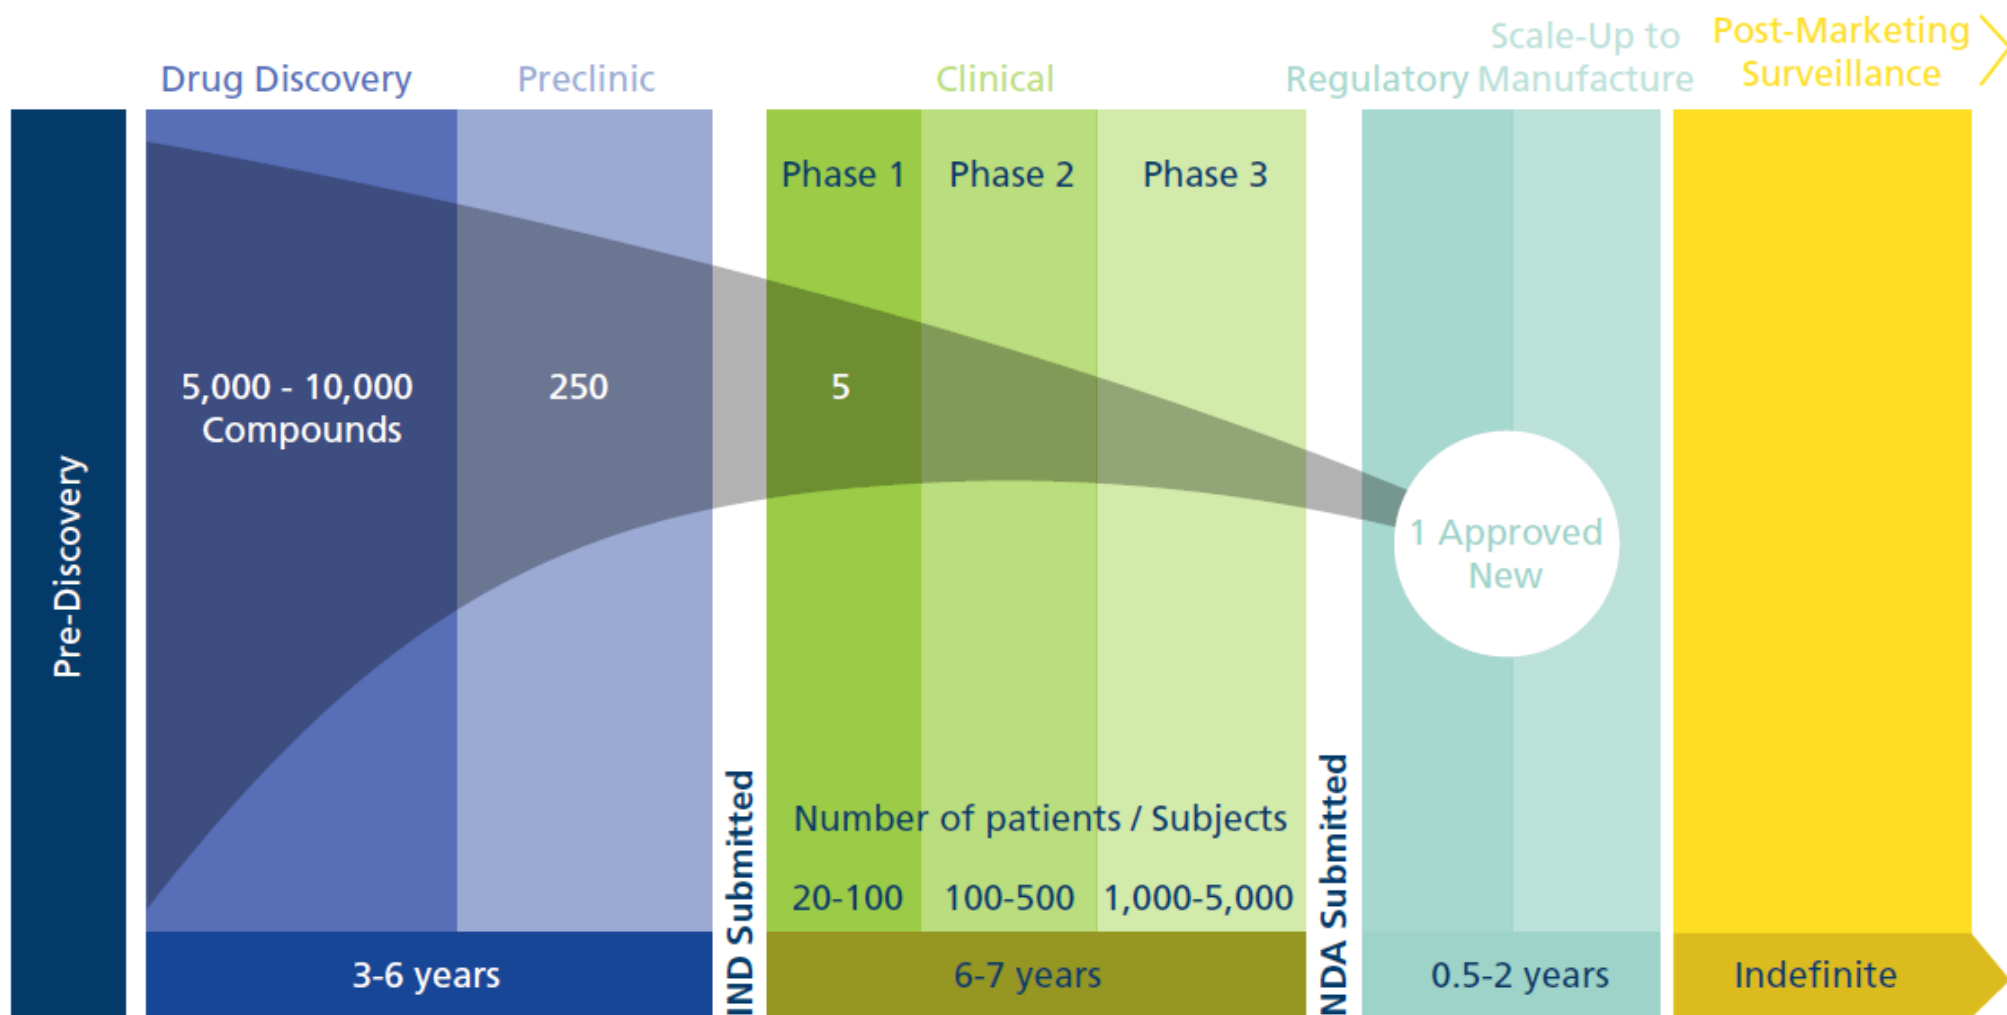 Pre-Discovery
Drug Discovery
Preclinic
Clinical
Regulatory
Scale-Up to
Manufacture
Post-Marketing
Surveillance
Phase 1
Phase 2
Phase 3
5,000 - 10,000
Compounds
250
5
1 Approved
New
IND Submitted
Number of patients / Subjects
20-100
100-500
1,000-5,000
NDA Submitted
3-6 years
6-7 years
0.5-2 years
Indefinite